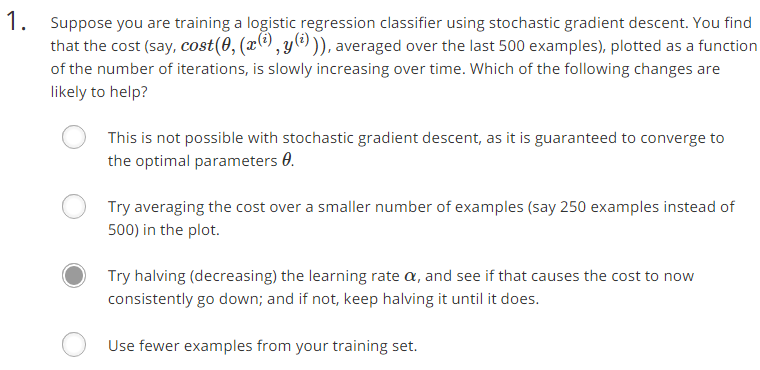 1. Suppose you are training a logistic regression classifier using stochastic gradient descent. You find
that the cost (say, cost(θ, (x^(i), y^(i))), averaged over the last 500 examples), plotted as a function
of the number of iterations, is slowly increasing over time. Which of the following changes are
likely to help?
This is not possible with stochastic gradient descent, as it is guaranteed to converge to
the optimal parameters θ.
Try averaging the cost over a smaller number of examples (say 250 examples instead of
500) in the plot.
Try halving (decreasing) the learning rate α, and see if that causes the cost to now
consistently go down; and if not, keep halving it until it does.
Use fewer examples from your training set.